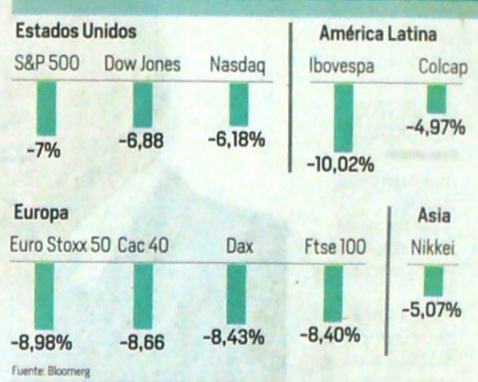 Estados Unidos
S&P 500 Dow Jones Nasdaq
-7% -6,88 -6,18%
América Latina
Ibovespa Colcap
-10,02% -4,97%
Europa
Euro Stoxx 50 Cac 40 Dax Ftse 100
-8,98% -8,66 -8,43% -8,40%
Asia
Nikkei
-5,07%
Fuente: Bloomerg